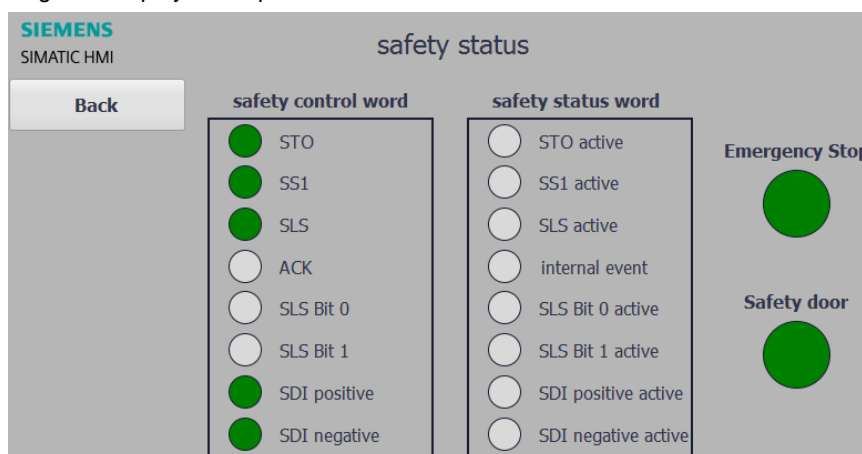 SIEMENS
SIMATIC HMI
safety status
Back
safety control word
STO
SS1
SLS
ACK
SLS Bit 0
SLS Bit 1
SDI positive
SDI negative
safety status word
STO active
SS1 active
SLS active
internal event
SLS Bit 0 active
SLS Bit 1 active
SDI positive active
SDI negative active
Emergency Stop
Safety door